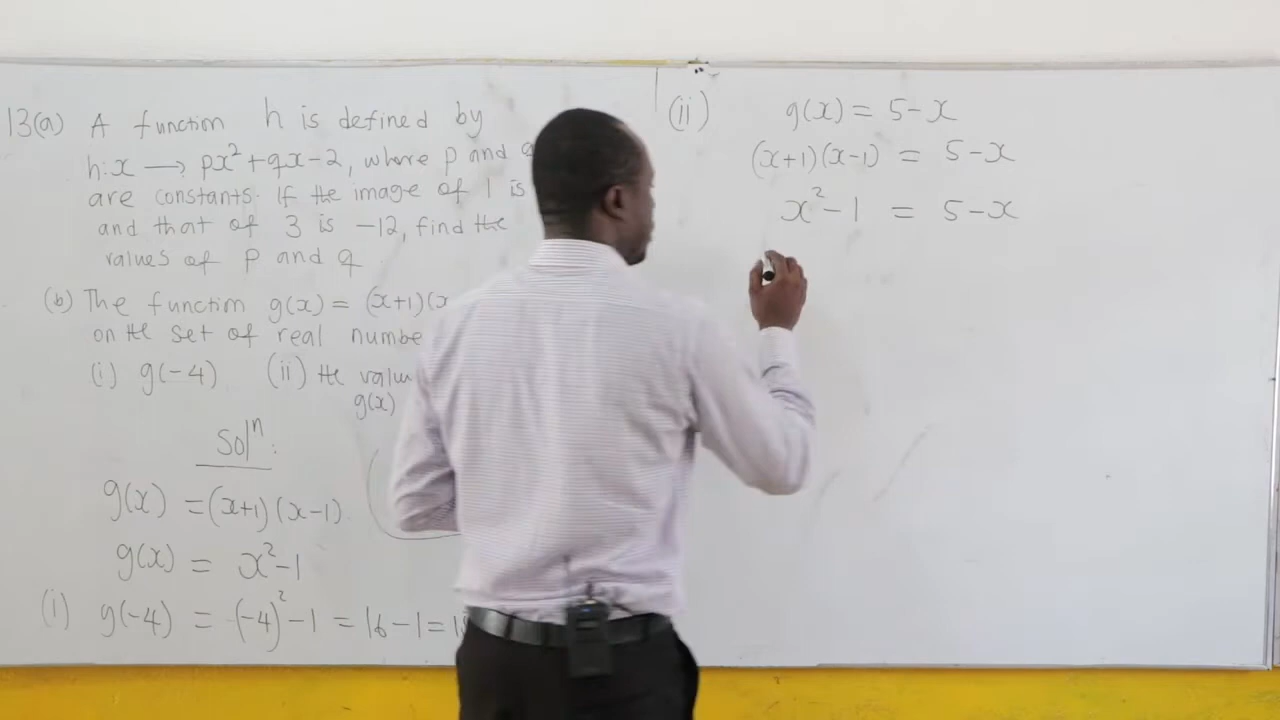 13(a) A function h is defined by
h:x → px²+qx-2, where p and
are constants. If the image of 1 is
and that of 3 is -12, find the
values of p and q
(b) The function g(x) = (x+1)(x
on the set of real numbe
(i) g(-4) (ii) the valu
g(x)
Solⁿ:
g(x) = (x+1)(x-1)
g(x) = x²-1
(i) g(-4) = (-4)²-1 = 16-1=
(ii) g(x) = 5-x
(x+1)(x-1) = 5-x
x²-1 = 5-x